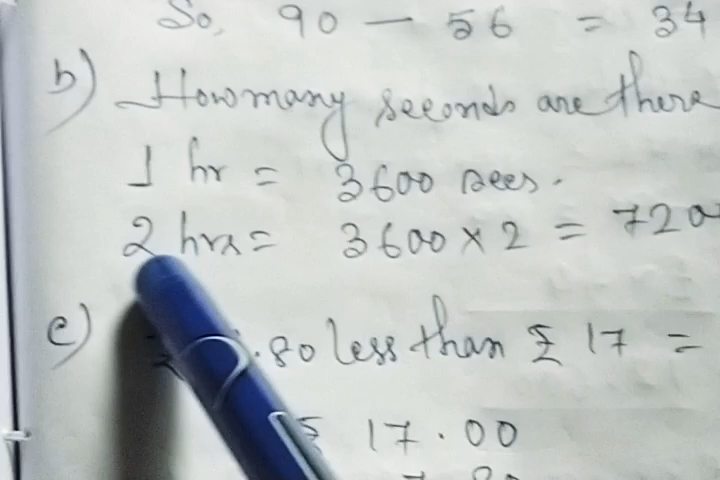 So, 90 - 56 = 34
b) How many seconds are there
1 hr = 3600 secs.
2 hrs = 3600 x 2 = 720
c) .80 less than £ 17 =
£ 17.00